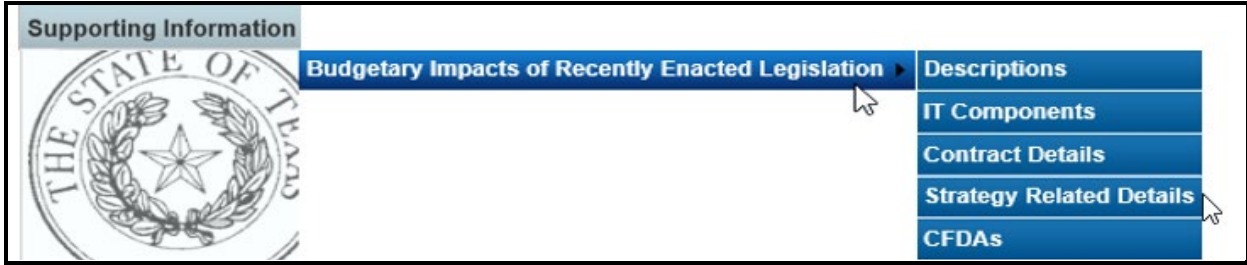 Supporting Information
THE STATE OF TEXAS
Budgetary Impacts of Recently Enacted Legislation
Descriptions
IT Components
Contract Details
Strategy Related Details
CFDAs